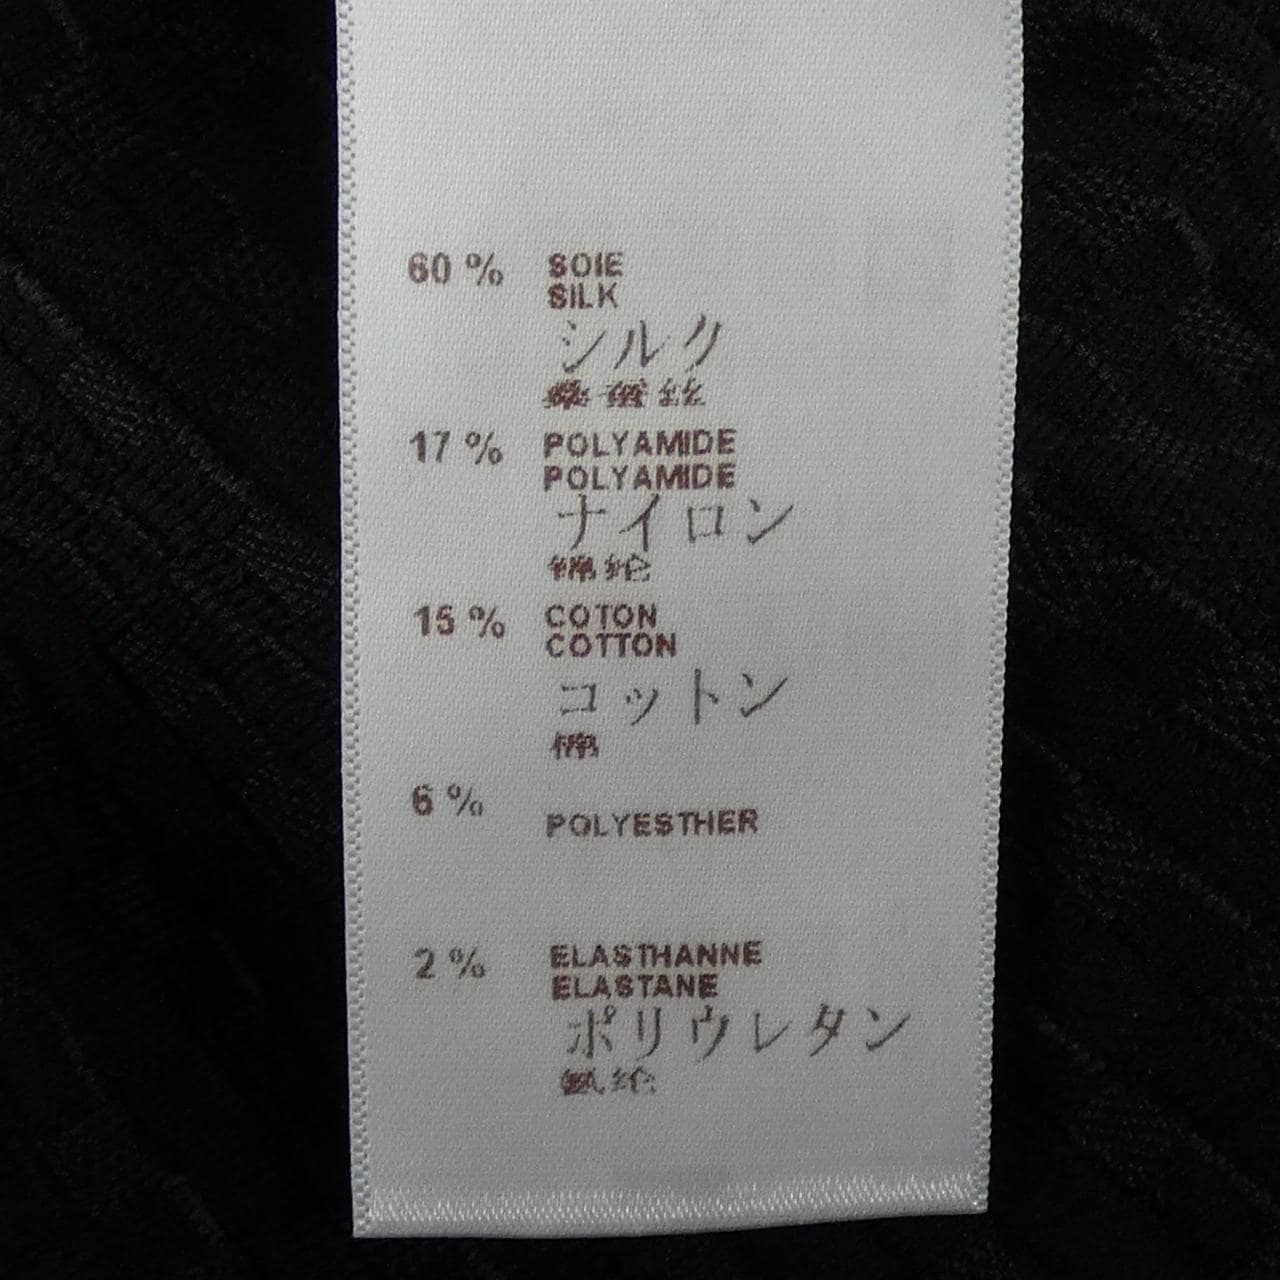 60 % SOIE
SILK
シルク
桑蚕丝
17 % POLYAMIDE
POLYAMIDE
ナイロン
锦纶
15 % COTON
COTTON
コットン
棉
6 %
POLYESTHER
2 % ELASTHANNE
ELASTANE
ポリウレタン
氨纶